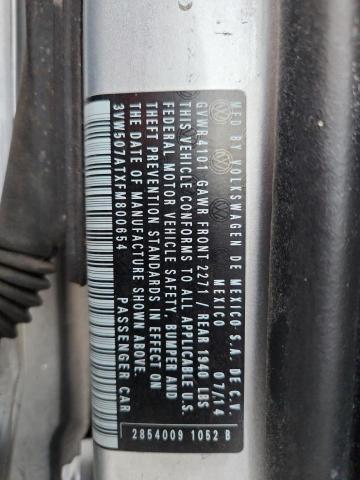 MFD BY VOLKSWAGEN DE MEXICO S.A. DE C.V.
MEXICO 07/14
GVWR 4101 GAWR FRONT 2271 / REAR 1940 LBS
THIS VEHICLE CONFORMS TO ALL APPLICABLE U.S.
FEDERAL MOTOR VEHICLE SAFETY, BUMPER AND
THEFT PREVENTION STANDARDS IN EFFECT ON
THE DATE OF MANUFACTURE SHOWN ABOVE.
3VW507ATXFM800654 PASSENGER CAR
2854009 1052 B